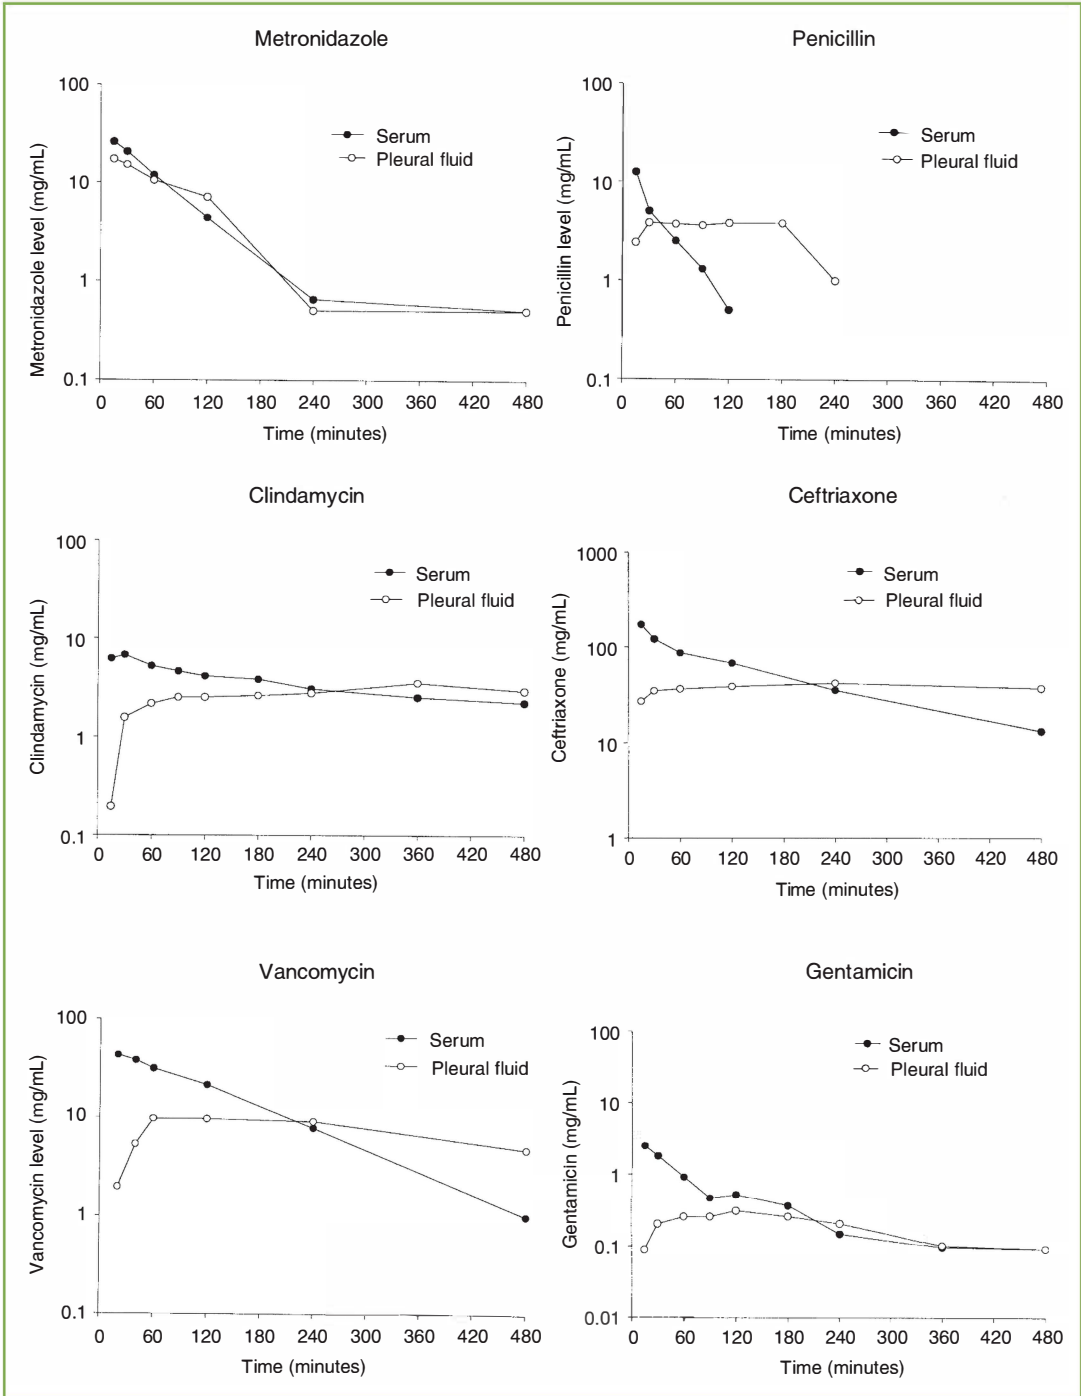 Metronidazole
Metronidazole level (mg/mL)
100
10
1
0.1
Serum
Pleural fluid
0 60 120 180 240 300 360 420 480
Time (minutes)
Penicillin
Penicillin level (mg/mL)
100
10
1
0.1
Serum
Pleural fluid
0 60 120 180 240 300 360 420 480
Time (minutes)
Clindamycin
Clindamycin (mg/mL)
100
10
1
0.1
Serum
Pleural fluid
0 60 120 180 240 300 360 420 480
Time (minutes)
Ceftriaxone
Ceftriaxone (mg/mL)
1000
100
10
1
Serum
Pleural fluid
0 60 120 180 240 300 360 420 480
Time (minutes)
Vancomycin
Vancomycin level (mg/mL)
100
10
1
0.1
Serum
Pleural fluid
0 60 120 180 240 300 360 420 480
Time (minutes)
Gentamicin
Gentamicin (mg/mL)
100
10
1
0.1
0.01
Serum
Pleural fluid
0 60 120 180 240 300 360 420 480
Time (minutes)